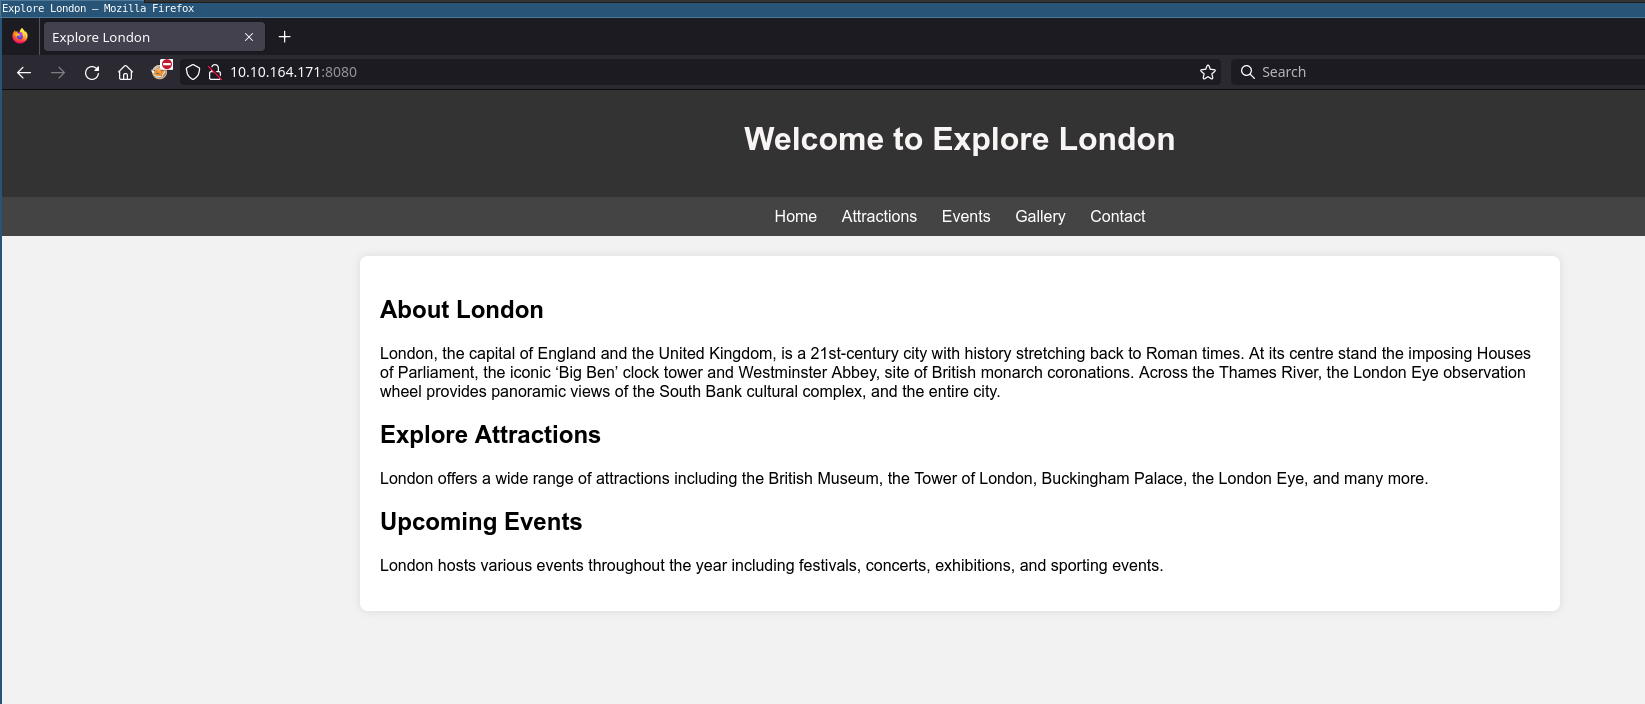 Explore London — Mozilla Firefox
Explore London
10.10.164.171:8080
Search
Welcome to Explore London
Home Attractions Events Gallery Contact
About London
London, the capital of England and the United Kingdom, is a 21st-century city with history stretching back to Roman times. At its centre stand the imposing Houses
of Parliament, the iconic ‘Big Ben’ clock tower and Westminster Abbey, site of British monarch coronations. Across the Thames River, the London Eye observation
wheel provides panoramic views of the South Bank cultural complex, and the entire city.
Explore Attractions
London offers a wide range of attractions including the British Museum, the Tower of London, Buckingham Palace, the London Eye, and many more.
Upcoming Events
London hosts various events throughout the year including festivals, concerts, exhibitions, and sporting events.